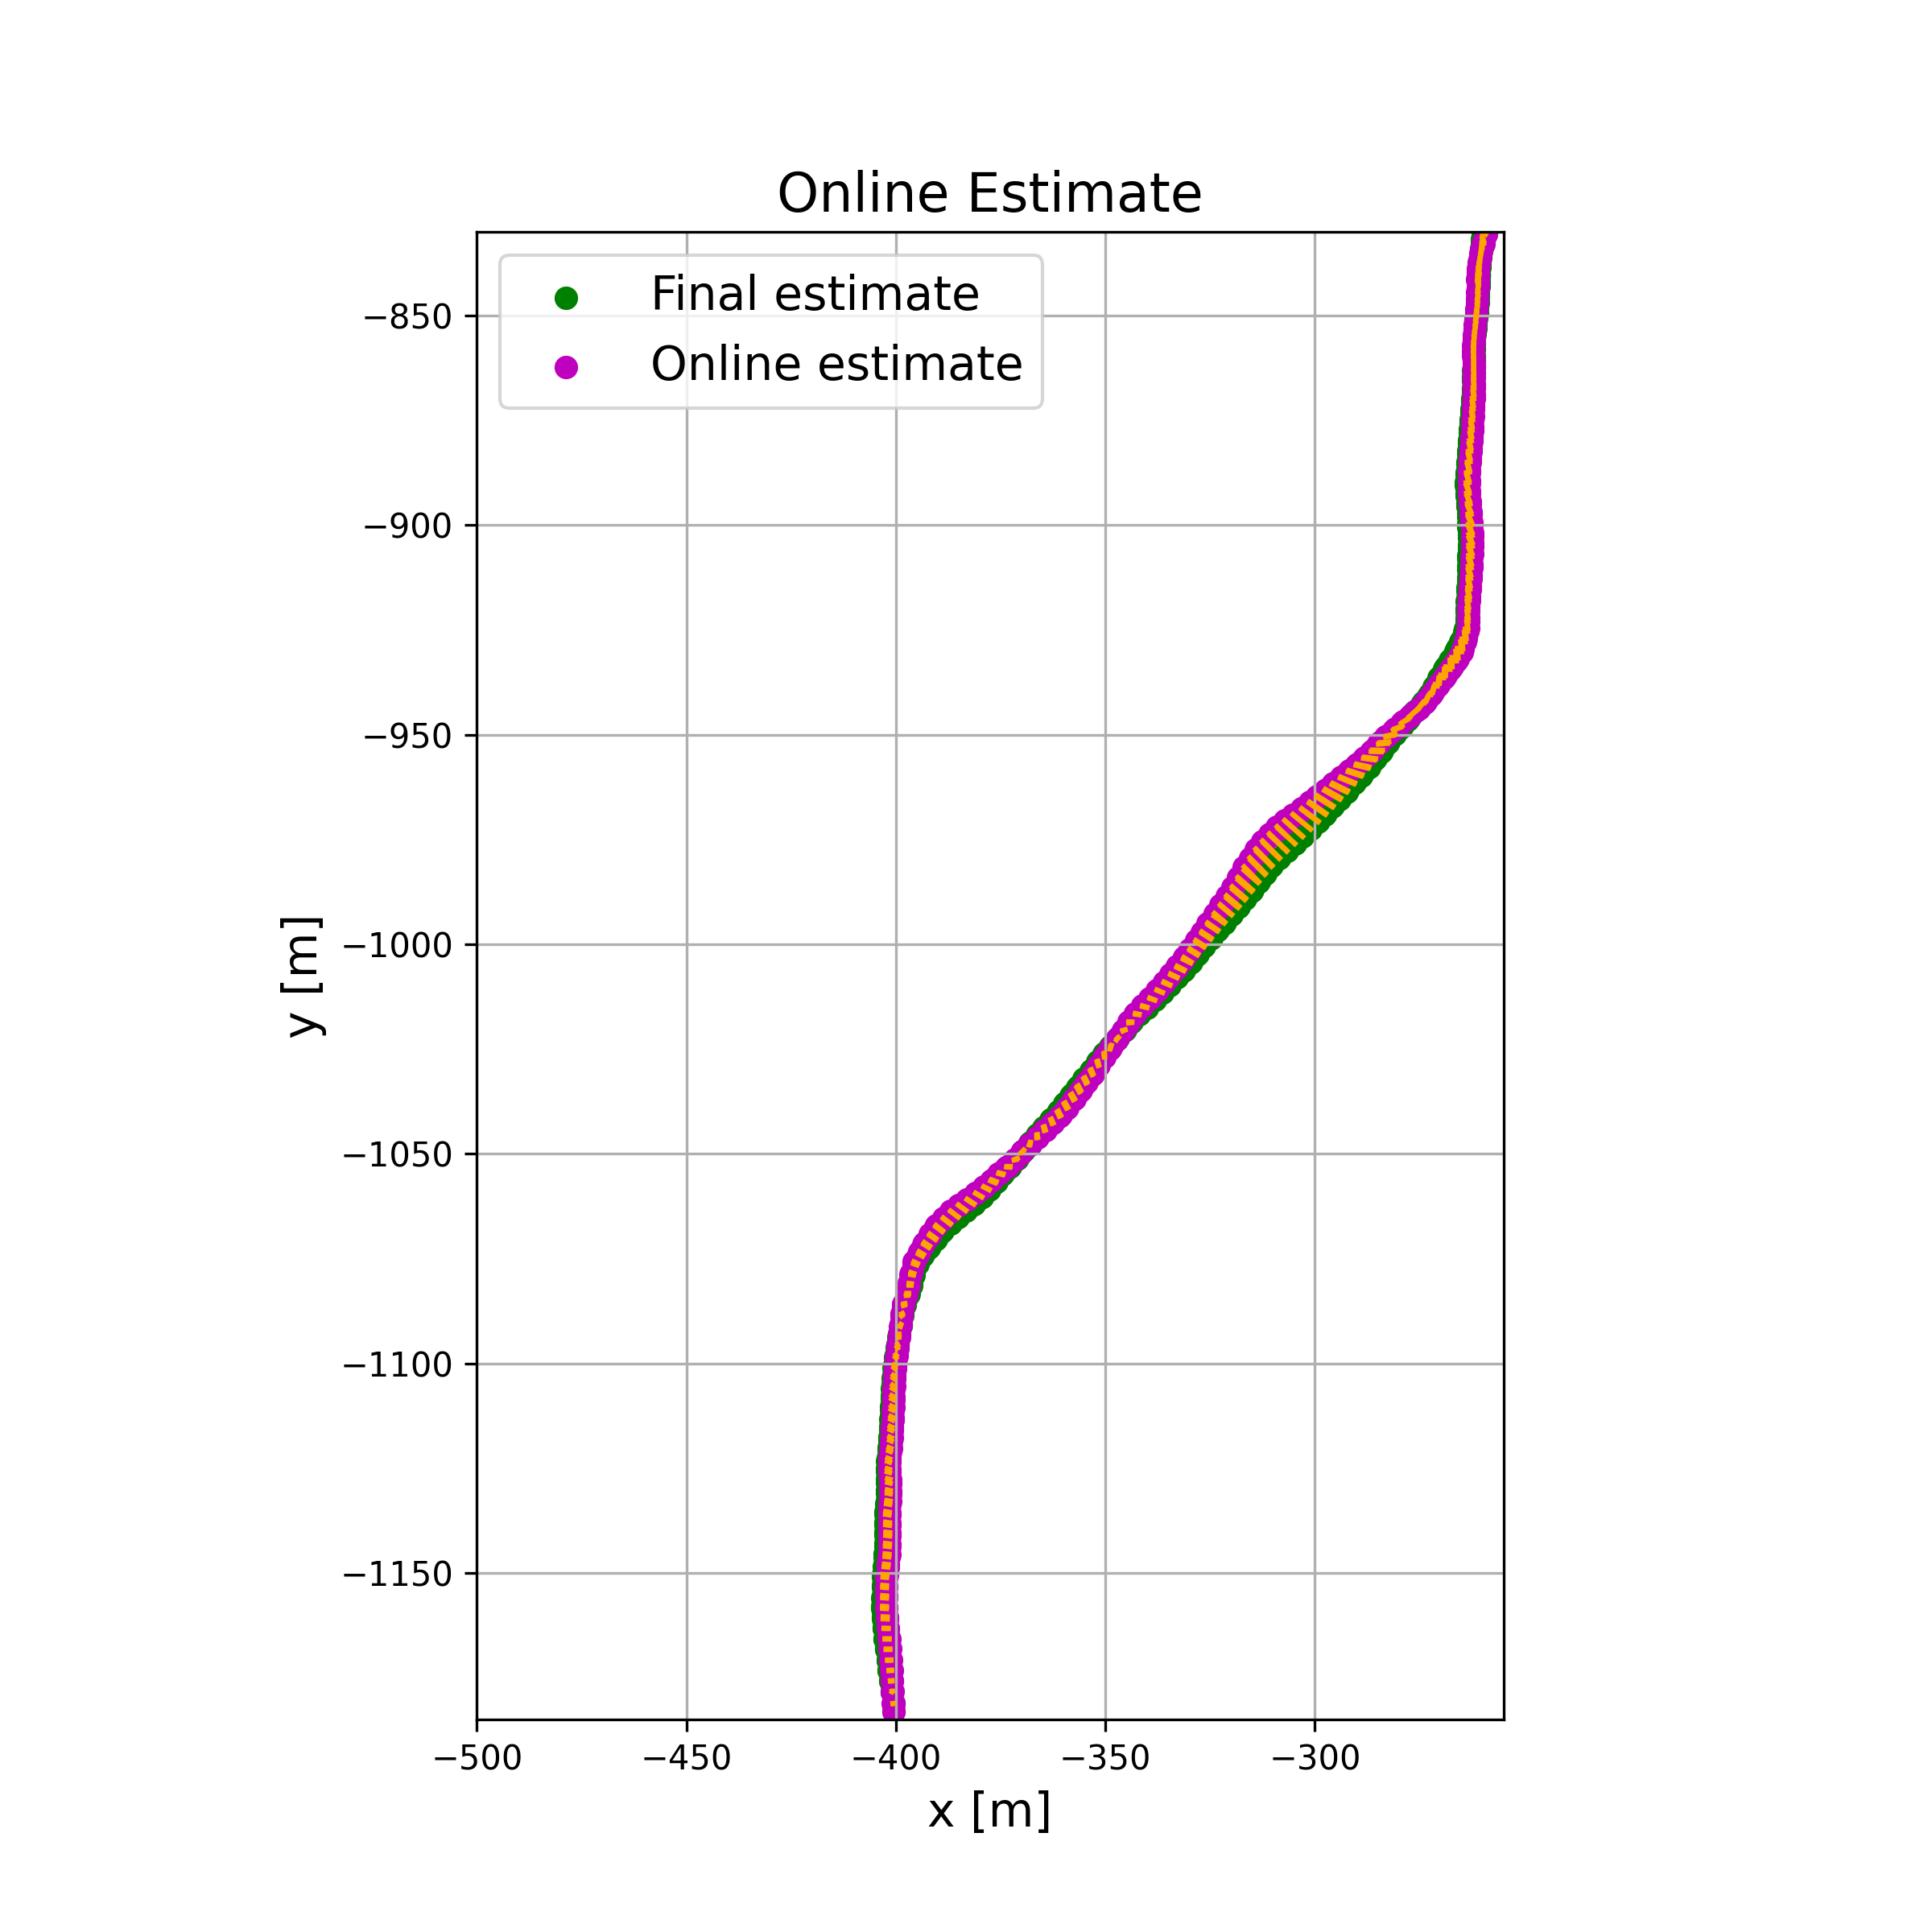 Online Estimate
Final estimate
Online estimate
−850
−900
−950
−1000
−1050
−1100
−1150
y [m]
−500 −450 −400 −350 −300
x [m]